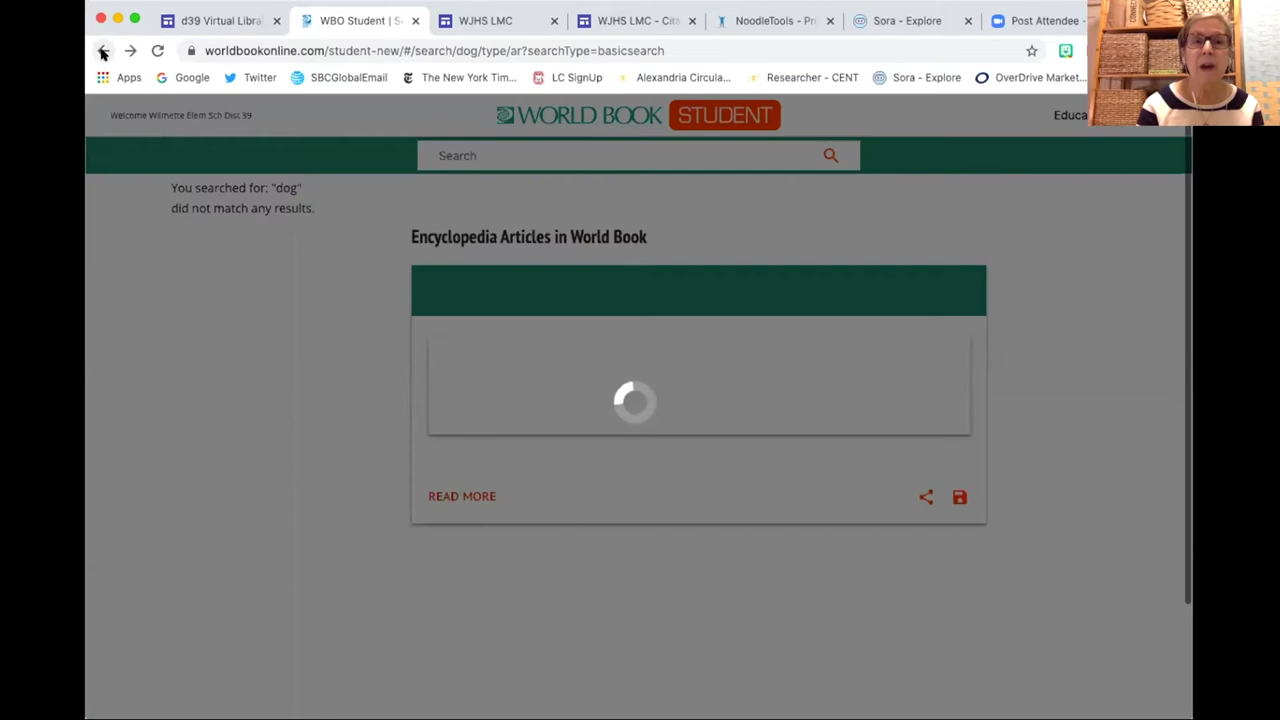 d39 Virtual Libra
WBO Student | S
WJHS LMC
WJHS LMC - Cita
NoodleTools - Pri
Sora - Explore
Post Attendee -
worldbookonline.com/student-new/#/search/dog/type/ar?searchType=basicsearch
Apps
Google
Twitter
SBCGlobalEmail
The New York Tim...
LC SignUp
Alexandria Circula...
Researcher - CENT
Sora - Explore
OverDrive Market...
Welcome Wilmette Elem Sch Dist 39
WORLD BOOK STUDENT
Educa
Search
You searched for: "dog"
did not match any results.
Encyclopedia Articles in World Book
READ MORE